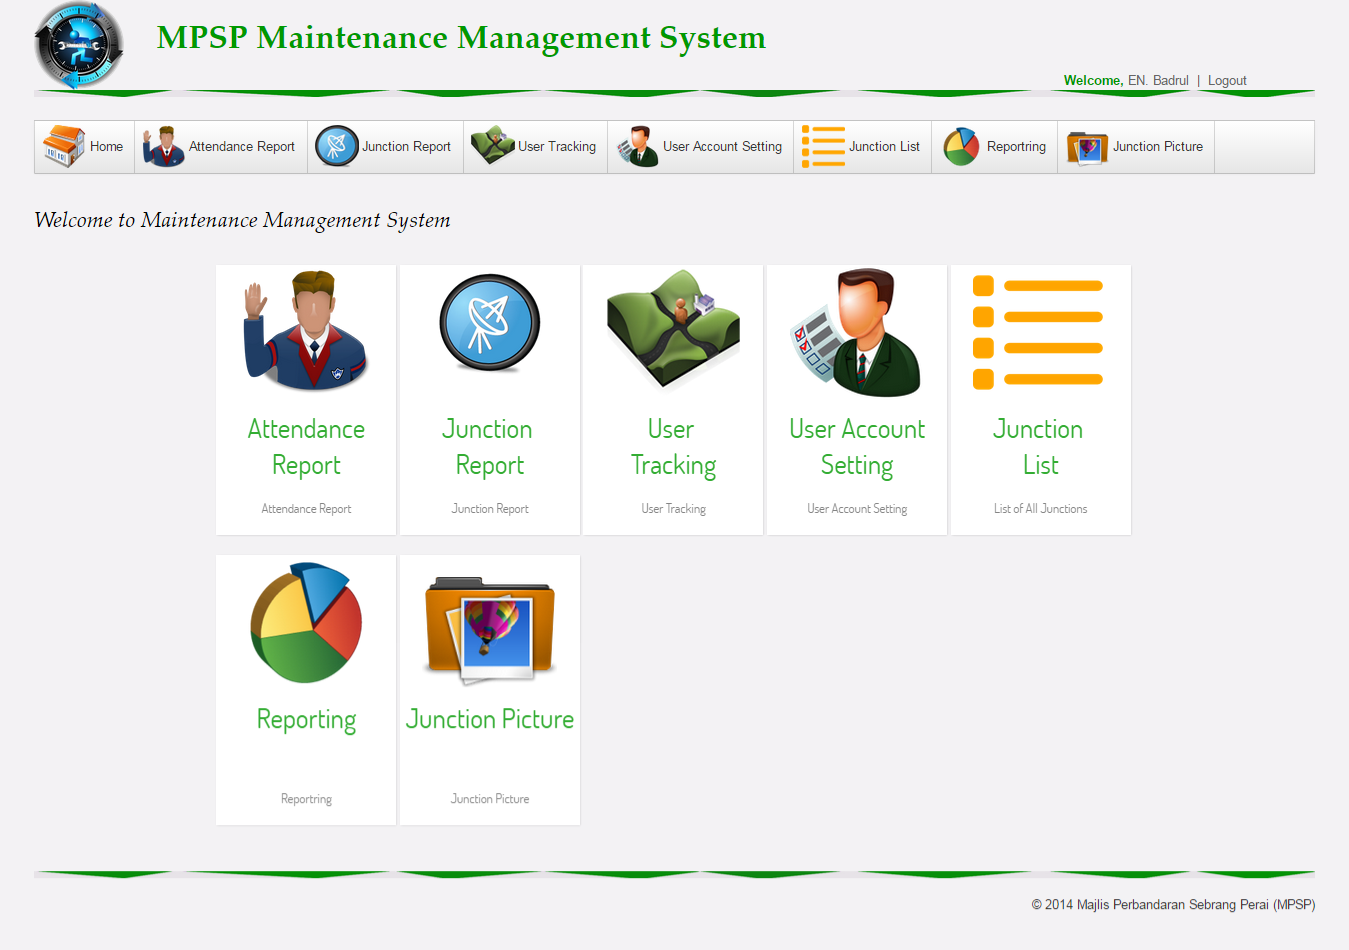 MPSP Maintenance Management System
Welcome, EN. Badrul | Logout
Home Attendance Report Junction Report User Tracking User Account Setting Junction List Reportring Junction Picture
Welcome to Maintenance Management System
Attendance
Report
Attendance Report
Junction
Report
Junction Report
User
Tracking
User Tracking
User Account
Setting
User Account Setting
Junction
List
List of All Junctions
Reporting
Reportring
Junction Picture
Junction Picture
© 2014 Majlis Perbandaran Sebrang Perai (MPSP)